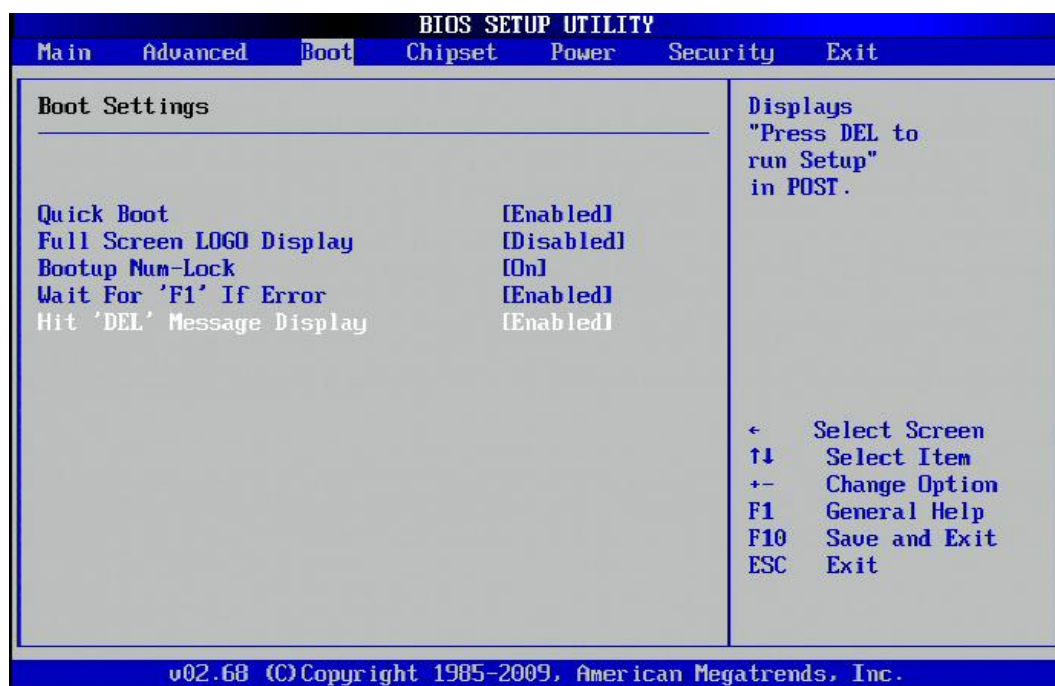 BIOS SETUP UTILITY
Main Advanced Boot Chipset Power Security Exit
Boot Settings
Quick Boot [Enabled]
Full Screen LOGO Display [Disabled]
Bootup Num-Lock [On]
Wait For 'F1' If Error [Enabled]
Hit 'DEL' Message Display [Enabled]
Displays
"Press DEL to
run Setup"
in POST.
← Select Screen
↑↓ Select Item
+- Change Option
F1 General Help
F10 Save and Exit
ESC Exit
v02.68 (C)Copyright 1985-2009, American Megatrends, Inc.